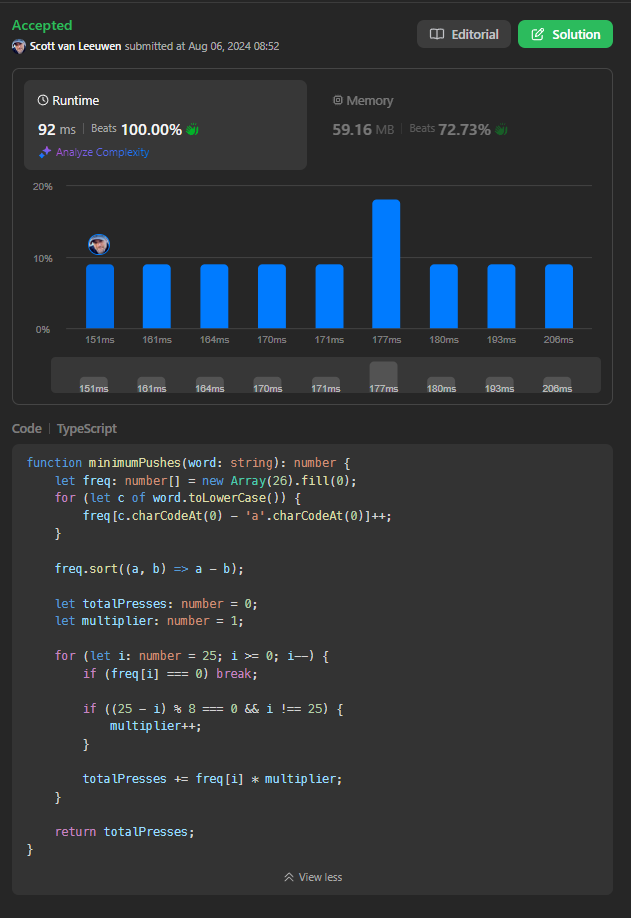 Accepted
Scott van Leeuwen submitted at Aug 06, 2024 08:52
Editorial
Solution
Runtime
92 ms | Beats 100.00%
Analyze Complexity
Memory
59.16 MB | Beats 72.73%
20%
10%
0%
151ms 161ms 164ms 170ms 171ms 177ms 180ms 193ms 206ms
151ms 161ms 164ms 170ms 171ms 177ms 180ms 193ms 206ms
Code | TypeScript
function minimumPushes(word: string): number {
    let freq: number[] = new Array(26).fill(0);
    for (let c of word.toLowerCase()) {
        freq[c.charCodeAt(0) - 'a'.charCodeAt(0)]++;
    }
    freq.sort((a, b) => a - b);
    let totalPresses: number = 0;
    let multiplier: number = 1;
    for (let i: number = 25; i >= 0; i--) {
        if (freq[i] === 0) break;
        if ((25 - i) % 8 === 0 && i !== 25) {
            multiplier++;
        }
        totalPresses += freq[i] * multiplier;
    }
    return totalPresses;
}
View less